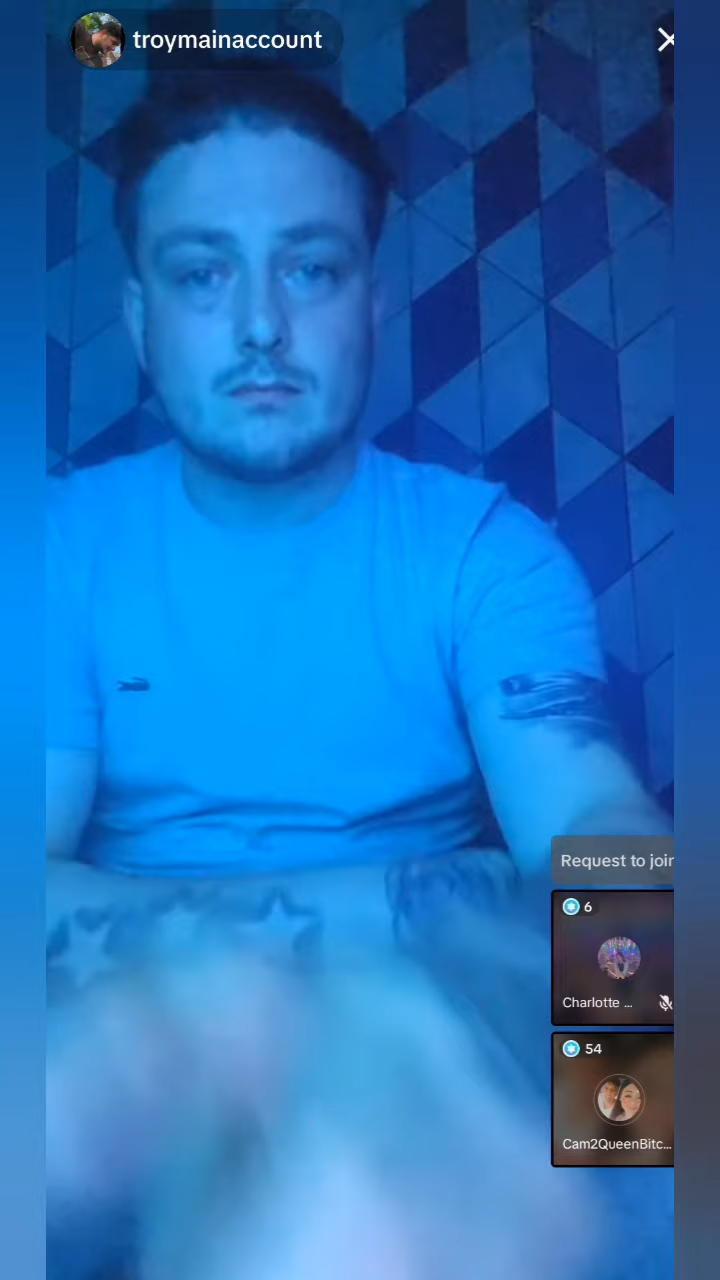 troymainaccount
Request to join
6
Charlotte ...
54
Cam2QueenBitc...